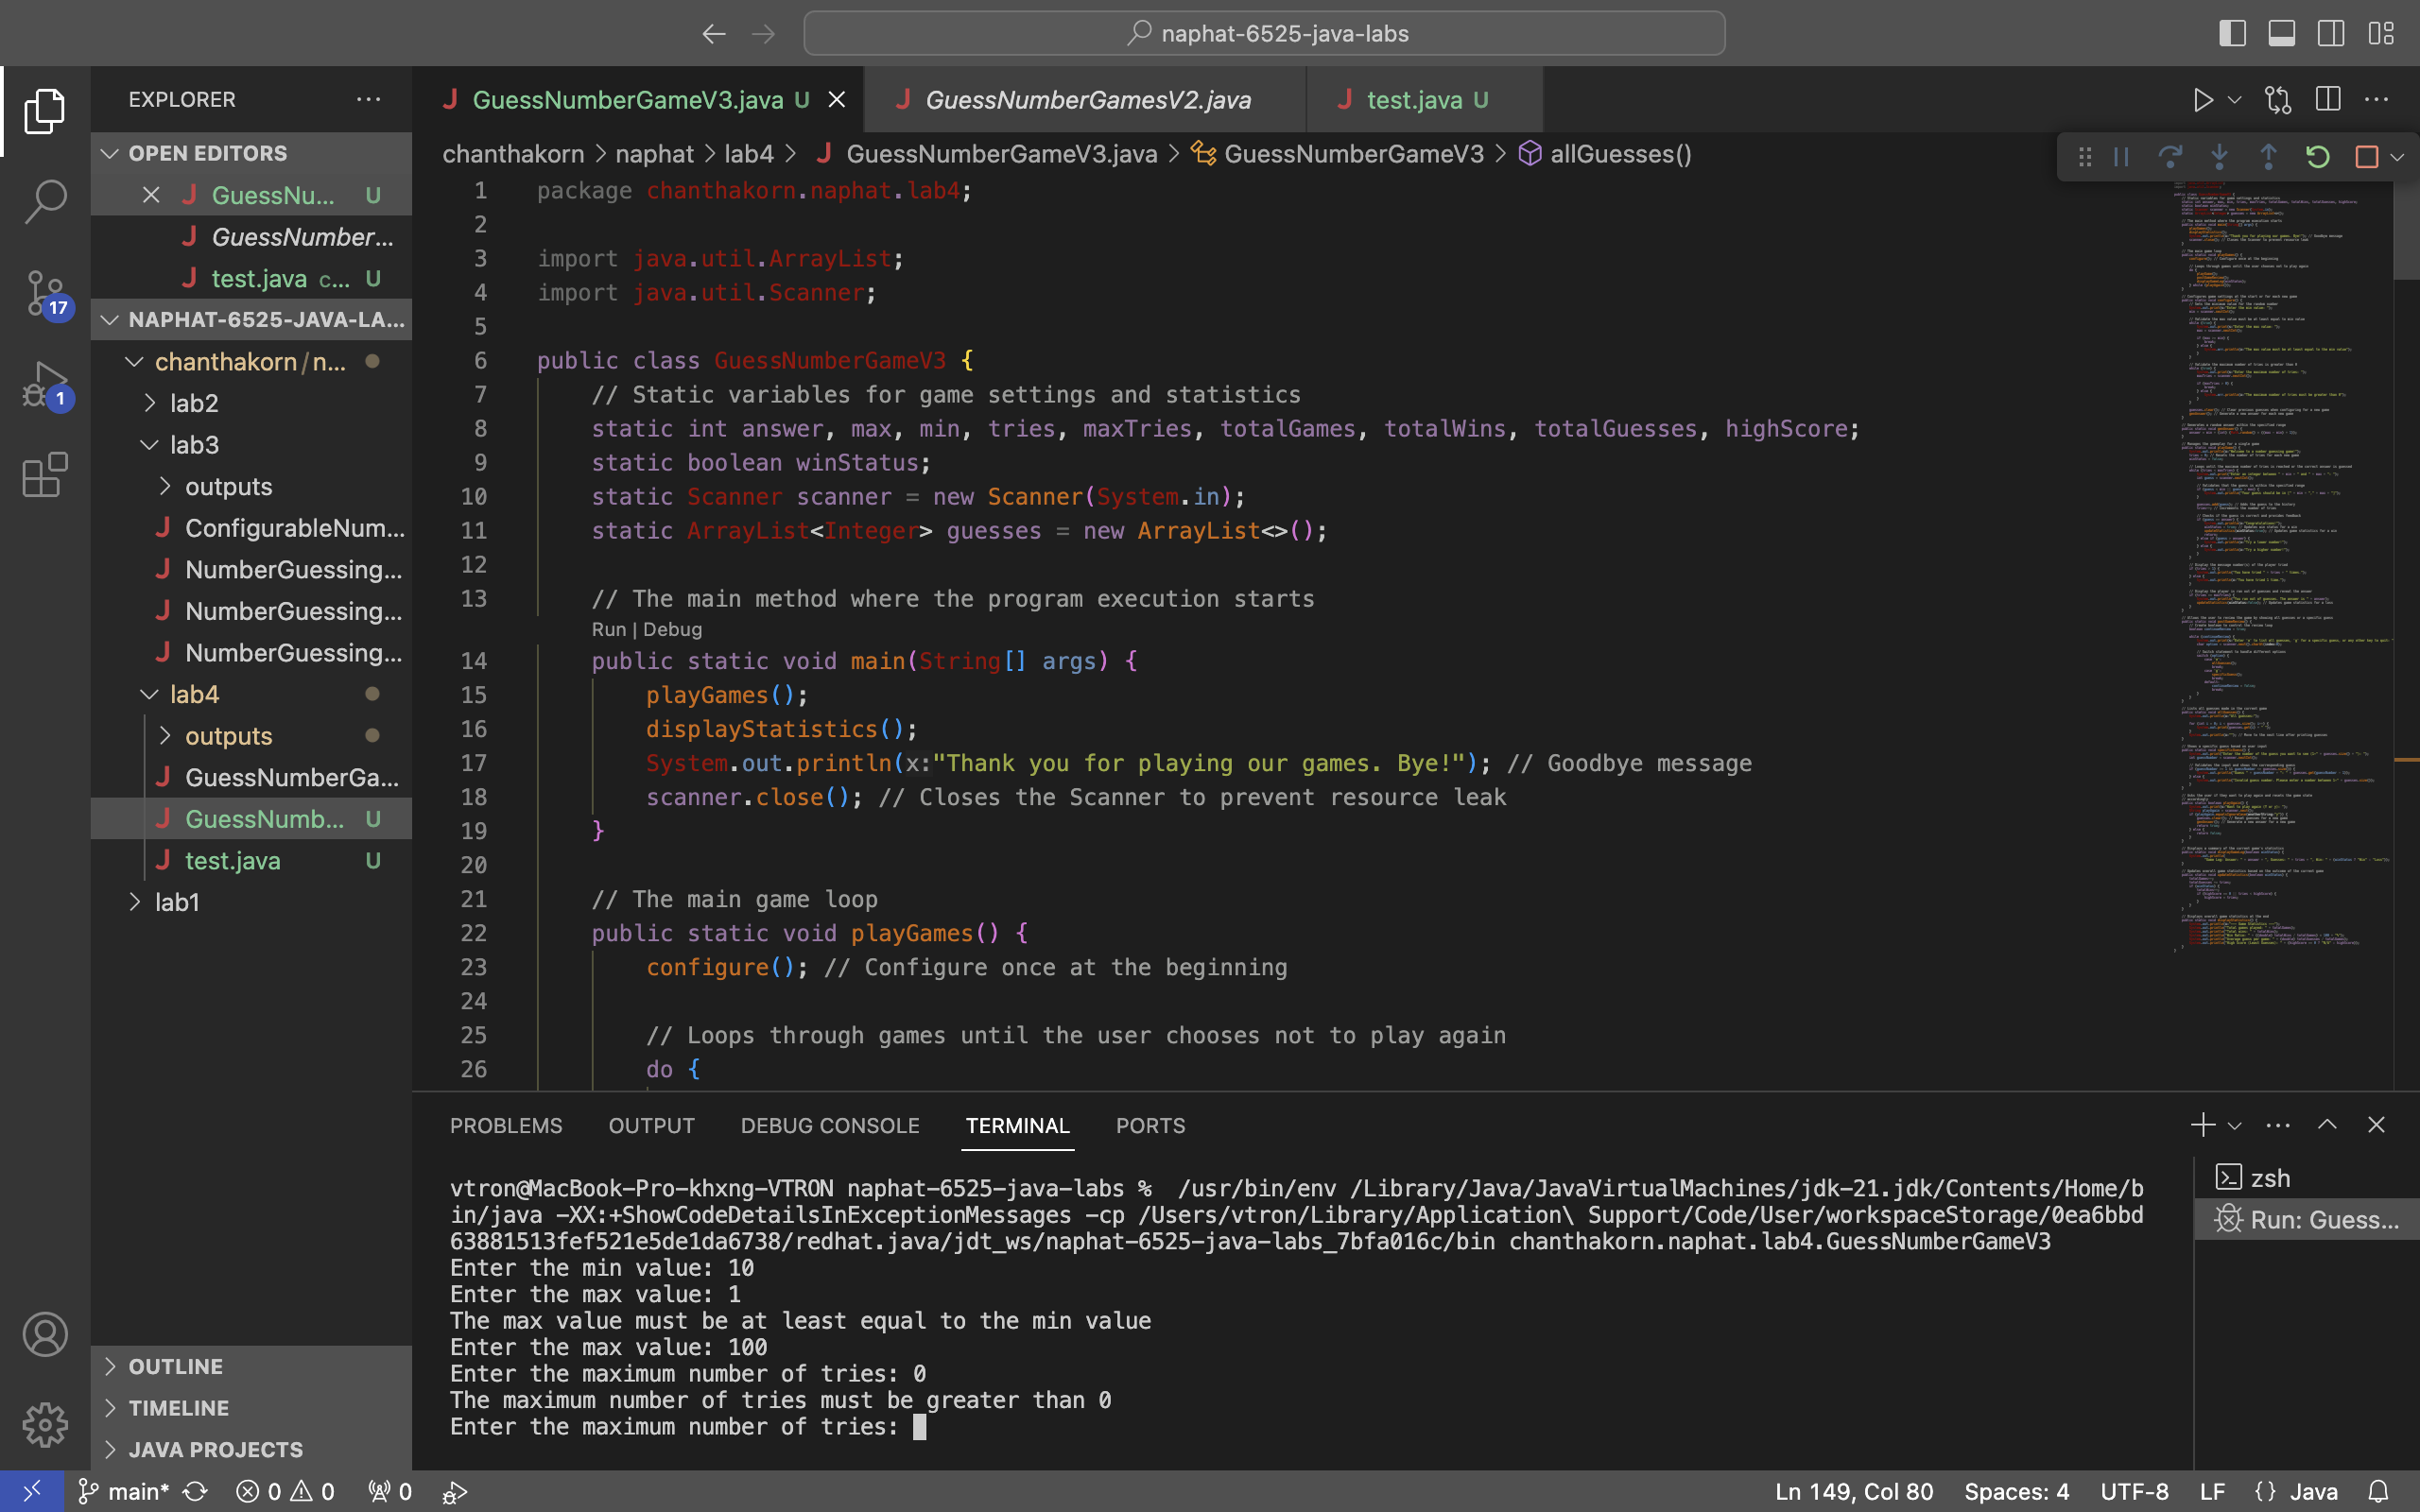 naphat-6525-java-labs
EXPLORER
OPEN EDITORS
GuessNu... U
GuessNumber...
test.java c... U
NAPHAT-6525-JAVA-LA...
chanthakorn/n...
lab2
lab3
outputs
ConfigurableNum...
NumberGuessing...
NumberGuessing...
NumberGuessing...
lab4
outputs
GuessNumberGa...
GuessNumb... U
test.java U
lab1
OUTLINE
TIMELINE
JAVA PROJECTS
17
1
GuessNumberGameV3.java U
GuessNumberGamesV2.java
test.java U
chanthakorn > naphat > lab4 > GuessNumberGameV3.java > GuessNumberGameV3 > allGuesses()
1 package chanthakorn.naphat.lab4;
2
3 import java.util.ArrayList;
4 import java.util.Scanner;
5
6 public class GuessNumberGameV3 {
7 // Static variables for game settings and statistics
8 static int answer, max, min, tries, maxTries, totalGames, totalWins, totalGuesses, highScore;
9 static boolean winStatus;
10 static Scanner scanner = new Scanner(System.in);
11 static ArrayList<Integer> guesses = new ArrayList<>();
12
13 // The main method where the program execution starts
Run | Debug
14 public static void main(String[] args) {
15 playGames();
16 displayStatistics();
17 System.out.println(x:"Thank you for playing our games. Bye!"); // Goodbye message
18 scanner.close(); // Closes the Scanner to prevent resource leak
19 }
20
21 // The main game loop
22 public static void playGames() {
23 configure(); // Configure once at the beginning
24
25 // Loops through games until the user chooses not to play again
26 do {
PROBLEMS OUTPUT DEBUG CONSOLE TERMINAL PORTS
vtron@MacBook-Pro-khxng-VTRON naphat-6525-java-labs % /usr/bin/env /Library/Java/JavaVirtualMachines/jdk-21.jdk/Contents/Home/b
in/java -XX:+ShowCodeDetailsInExceptionMessages -cp /Users/vtron/Library/Application\ Support/Code/User/workspaceStorage/0ea6bbd
63881513fef521e5de1da6738/redhat.java/jdt_ws/naphat-6525-java-labs_7bfa016c/bin chanthakorn.naphat.lab4.GuessNumberGameV3
Enter the min value: 10
Enter the max value: 1
The max value must be at least equal to the min value
Enter the max value: 100
Enter the maximum number of tries: 0
The maximum number of tries must be greater than 0
Enter the maximum number of tries:
zsh
Run: Guess...
main* 0 0 0
Ln 149, Col 80 Spaces: 4 UTF-8 LF {} Java